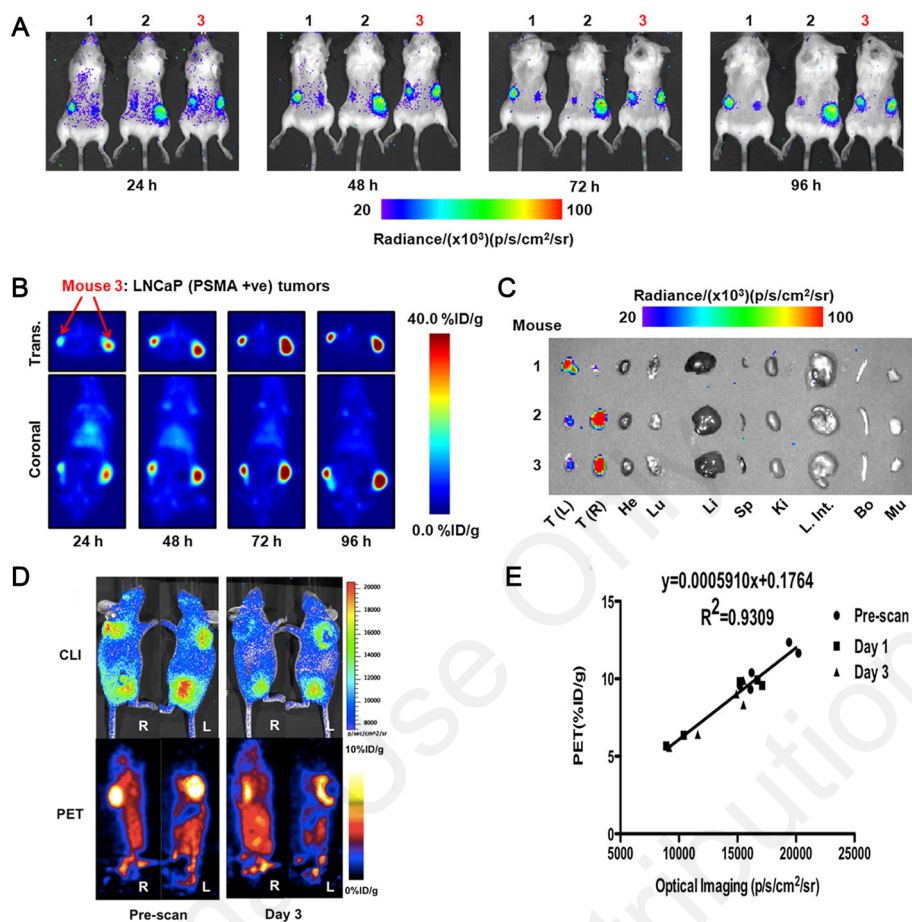 A
1 2 3 1 2 3 1 2 3 1 2 3
24 h 48 h 72 h 96 h
20 100
Radiance/(x10³)(p/s/cm²/sr)
B
Mouse 3: LNCaP (PSMA +ve) tumors
Trans.
Coronal
40.0 %ID/g
0.0 %ID/g
24 h 48 h 72 h 96 h
C
Radiance/(x10³)(p/s/cm²/sr)
20 100
Mouse
1
2
3
T (L) T (R) He Lu Li Sp Ki L. Int. Bo Mu
D
CLI
R L R L
20000
18000
16000
14000
12000
10000
8000
p/sec/cm^2/sr
PET
10%ID/g
0%ID/g
R L R L
Pre-scan Day 3
E
y=0.0005910x+0.1764
R²=0.9309
Pre-scan
Day 1
Day 3
PET(%ID/g)
15
10
5
0
5000 10000 15000 20000 25000
Optical Imaging (p/s/cm²/sr)